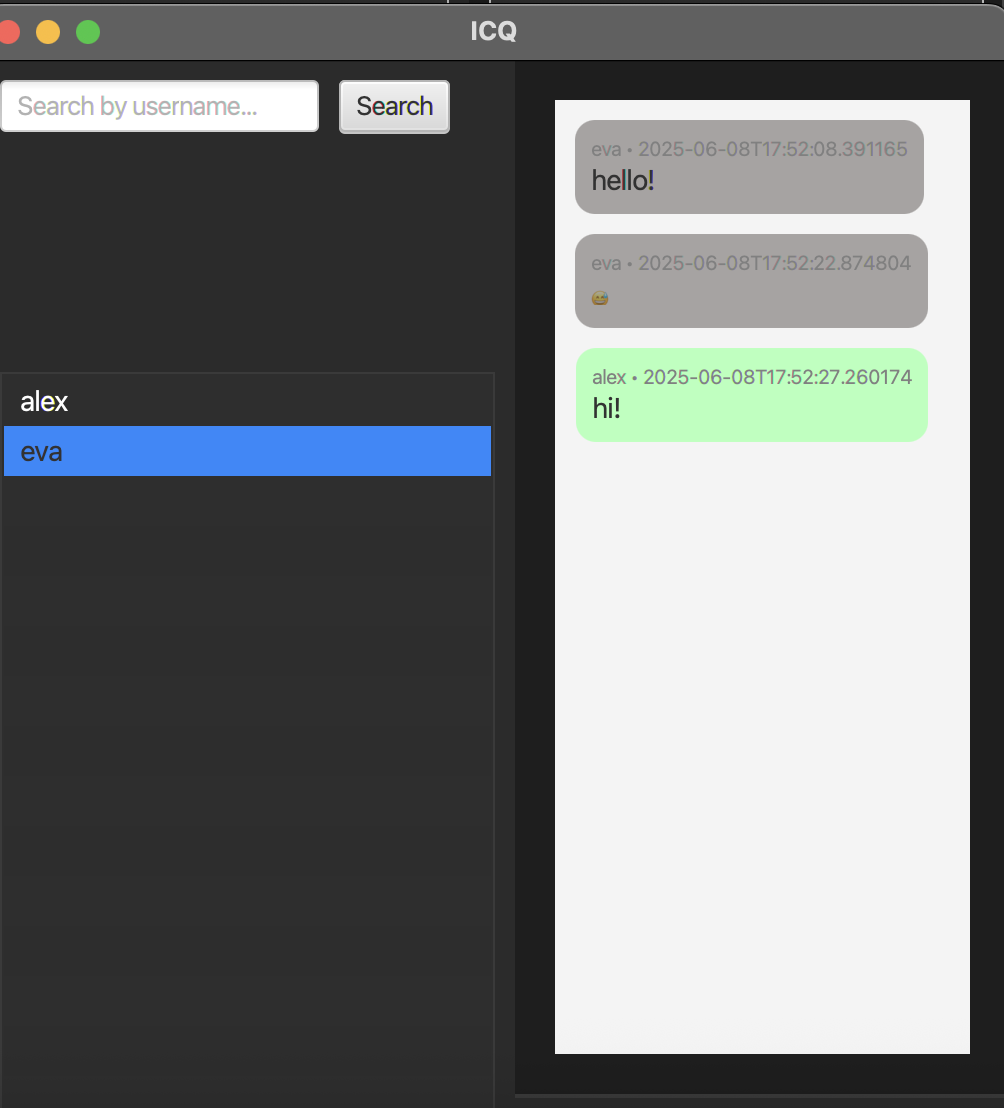 ICQ
Search by username...
Search
alex
eva
eva • 2025-06-08T17:52:08.391165
hello!
eva • 2025-06-08T17:52:22.874804
😅
alex • 2025-06-08T17:52:27.260174
hi!